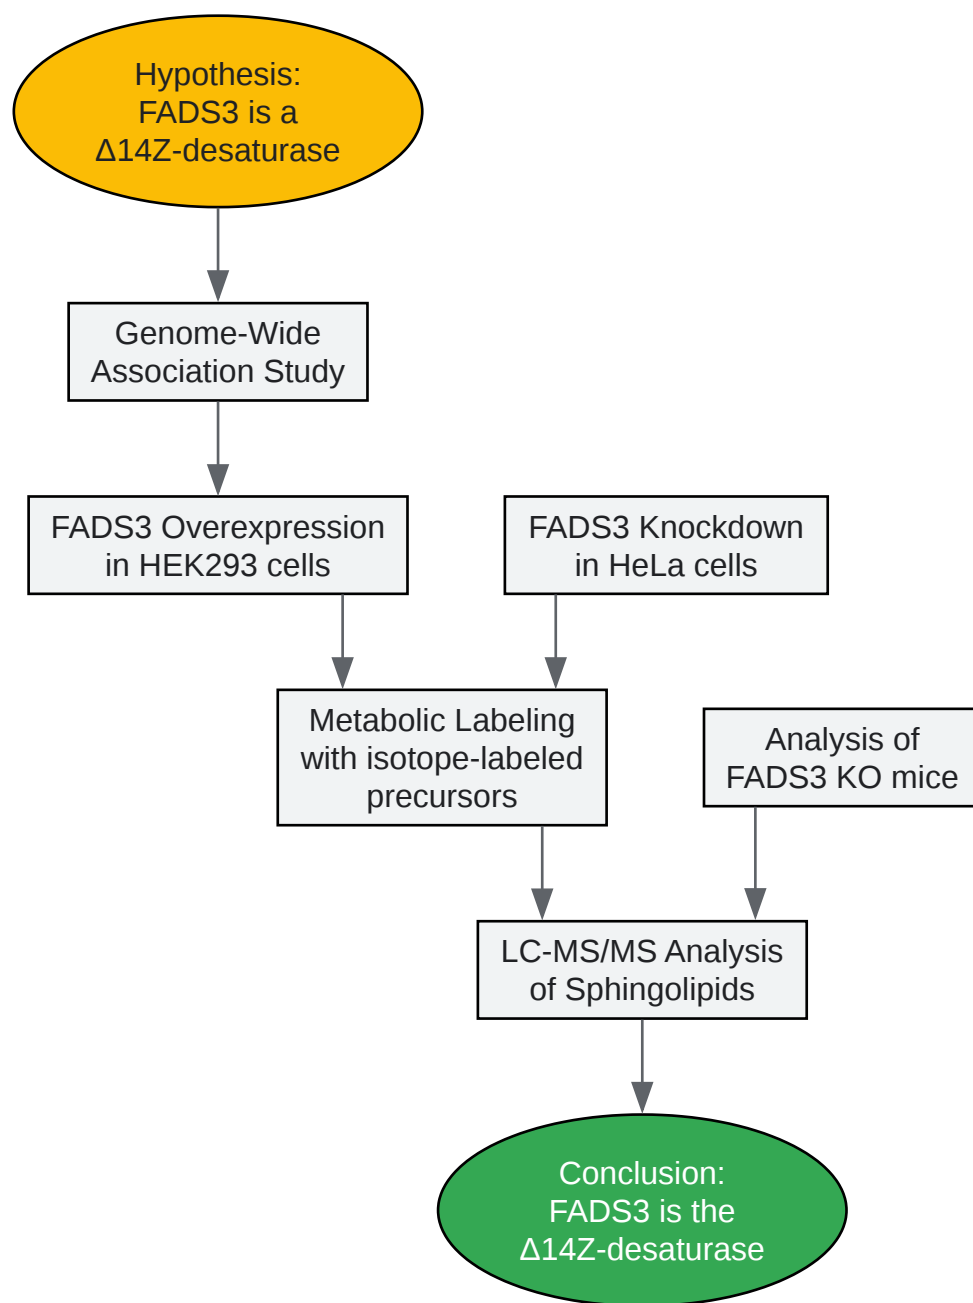 Hypothesis:
FADS3 is a
Δ14Z-desaturase
Genome-Wide
Association Study
FADS3 Overexpression
in HEK293 cells
FADS3 Knockdown
in HeLa cells
Metabolic Labeling
with isotope-labeled
precursors
Analysis of
FADS3 KO mice
LC-MS/MS Analysis
of Sphingolipids
Conclusion:
FADS3 is the
Δ14Z-desaturase